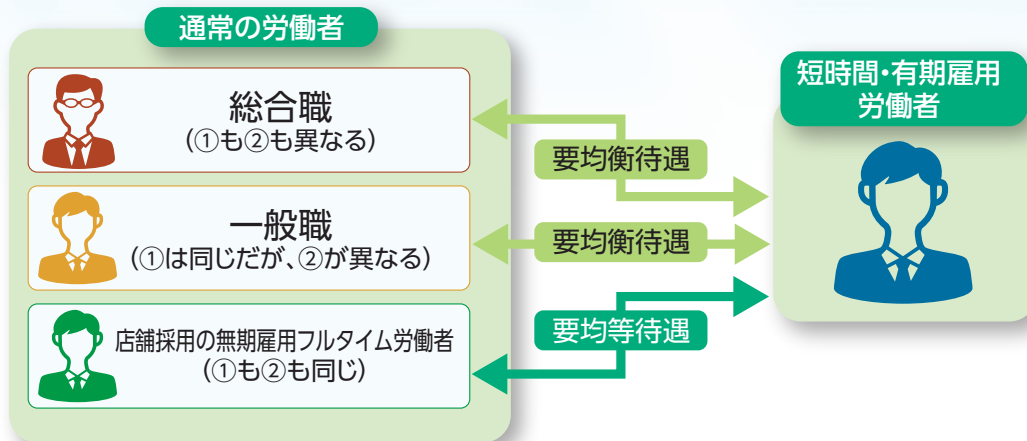 通常の労働者
総合職
(①も②も異なる)
一般職
(①は同じだが、②が異なる)
店舗採用の無期雇用フルタイム労働者
(①も②も同じ)
要均衡待遇
要均衡待遇
要均等待遇
短時間・有期雇用
労働者